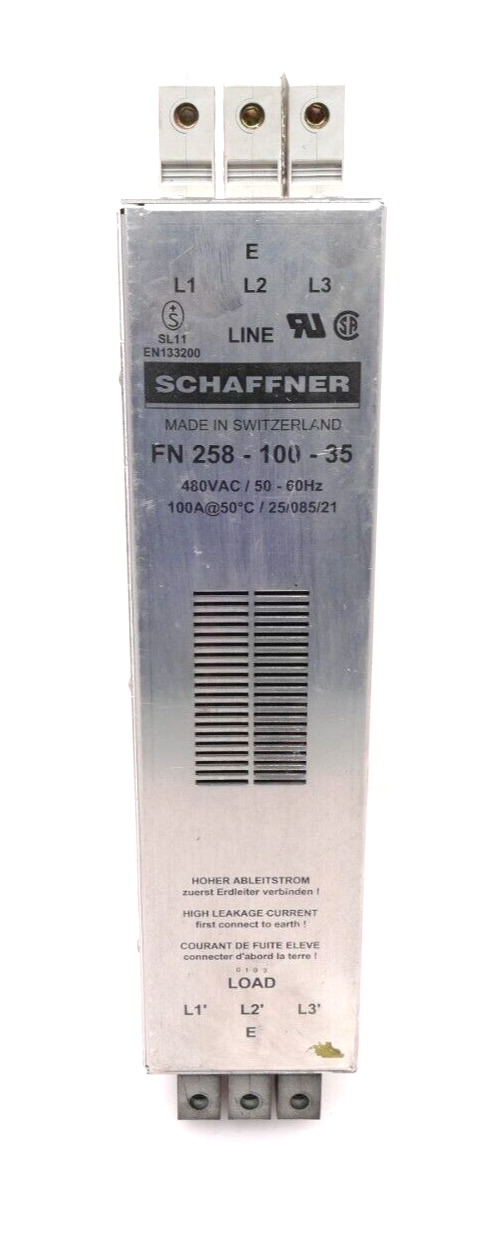 E
L1 L2 L3
+
S
SL11
EN133200
LINE
RU
SA
SCHAFFNER
MADE IN SWITZERLAND
FN 258 - 100 - 35
480VAC / 50 - 60Hz
100A@50°C / 25/085/21
HOHER ABLEITSTROM
zuerst Erdleiter verbinden !
HIGH LEAKAGE CURRENT
first connect to earth !
COURANT DE FUITE ELEVE
connecter d'abord la terre !
0103
LOAD
L1' L2' L3'
E